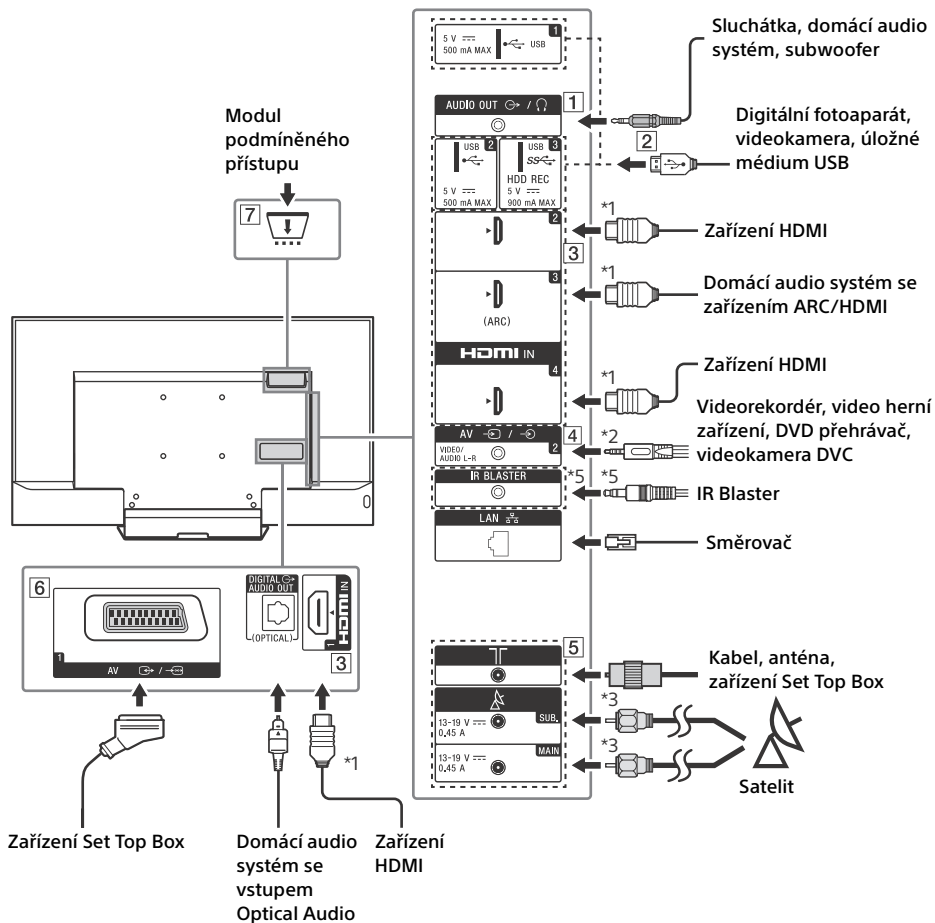 1
5 V
500 mA MAX
USB
Sluchátka, domácí audio
systém, subwoofer
AUDIO OUT / 
1
Modul
podmíněného
přístupu
2
Digitální fotoaparát,
videokamera, úložné
médium USB
USB 2
5 V
500 mA MAX
USB 3
SS
HDD REC
5 V
900 mA MAX
7
2
*1
Zařízení HDMI
3
3
(ARC)
*1
Domácí audio systém se
zařízením ARC/HDMI
HDMI IN
4
*1
Zařízení HDMI
AV /
VIDEO/
AUDIO L-R
2
4
*2
Videorekordér, video herní
zařízení, DVD přehrávač,
videokamera DVC
IR BLASTER
*5
*5
IR Blaster
LAN
Směrovač
6
1
AV /
DIGITAL
AUDIO OUT
(OPTICAL)
HDMI IN
1
3
5
Kabel, anténa,
zařízení Set Top Box
13-19 V
0.45 A
SUB.
*3
13-19 V
0.45 A
MAIN
*3
Satelit
*1
Zařízení Set Top Box
Domácí audio
systém se
vstupem
Optical Audio
Zařízení
HDMI